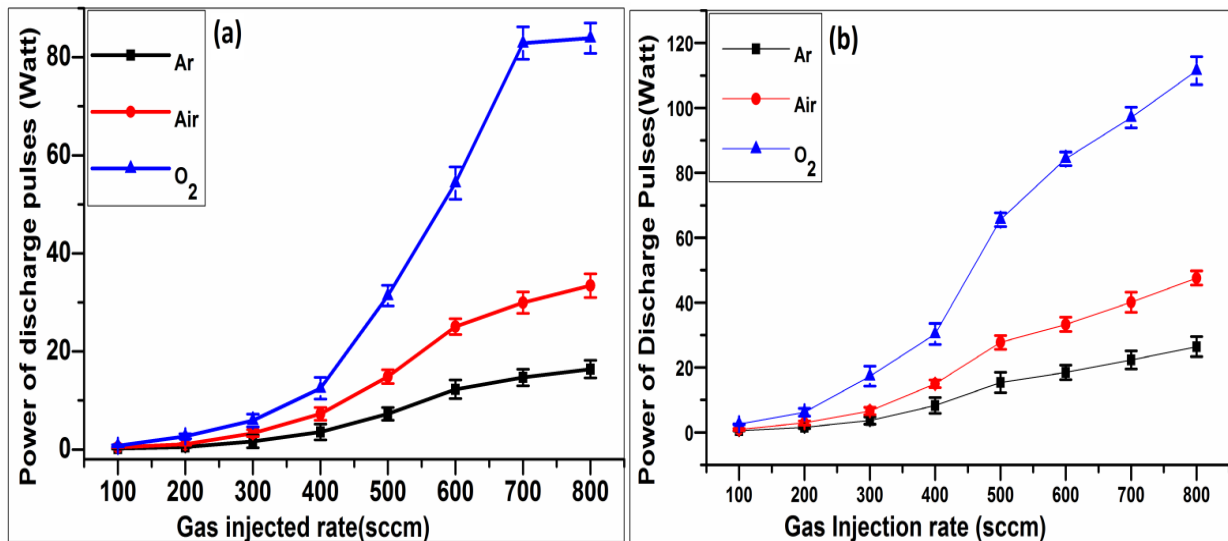 (a)
Ar
Air
O2
Power of discharge pulses (Watt)
80
60
40
20
0
100 200 300 400 500 600 700 800
Gas injected rate(sccm)
(b)
Ar
Air
O2
Power of Discharge Pulses(Watt)
120
100
80
60
40
20
0
100 200 300 400 500 600 700 800
Gas Injection rate (sccm)